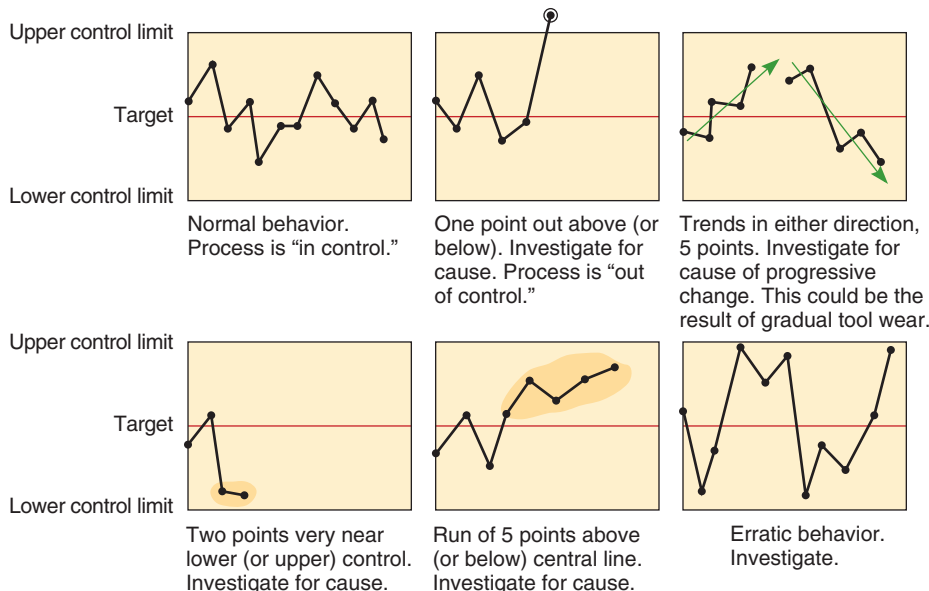 Upper control limit
Target
Lower control limit
Normal behavior.
Process is “in control.”
One point out above (or
below). Investigate for
cause. Process is “out
of control.”
Trends in either direction,
5 points. Investigate for
cause of progressive
change. This could be the
result of gradual tool wear.
Upper control limit
Target
Lower control limit
Two points very near
lower (or upper) control.
Investigate for cause.
Run of 5 points above
(or below) central line.
Investigate for cause.
Erratic behavior.
Investigate.